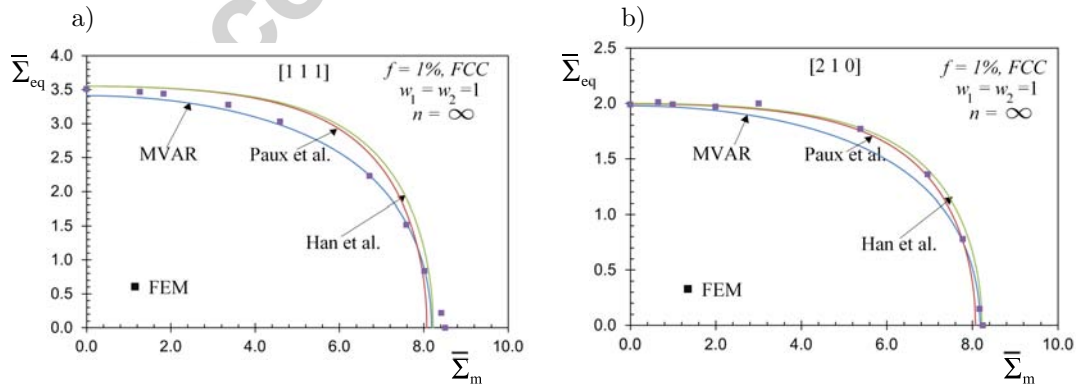 a)
4.0
3.5
3.0
2.5
2.0
1.5
1.0
0.5
0.0
Σ̅eq
[1 1 1]
f = 1%, FCC
w1 = w2 =1
n = ∞
MVAR
Paux et al.
Han et al.
FEM
0.0 2.0 4.0 6.0 8.0 10.0
Σ̅m
b)
2.5
2.0
1.5
1.0
0.5
0.0
Σ̅eq
[2 1 0]
f = 1%, FCC
w1 = w2 =1
n = ∞
MVAR
Paux et al.
Han et al.
FEM
0.0 2.0 4.0 6.0 8.0 10.0
Σ̅m